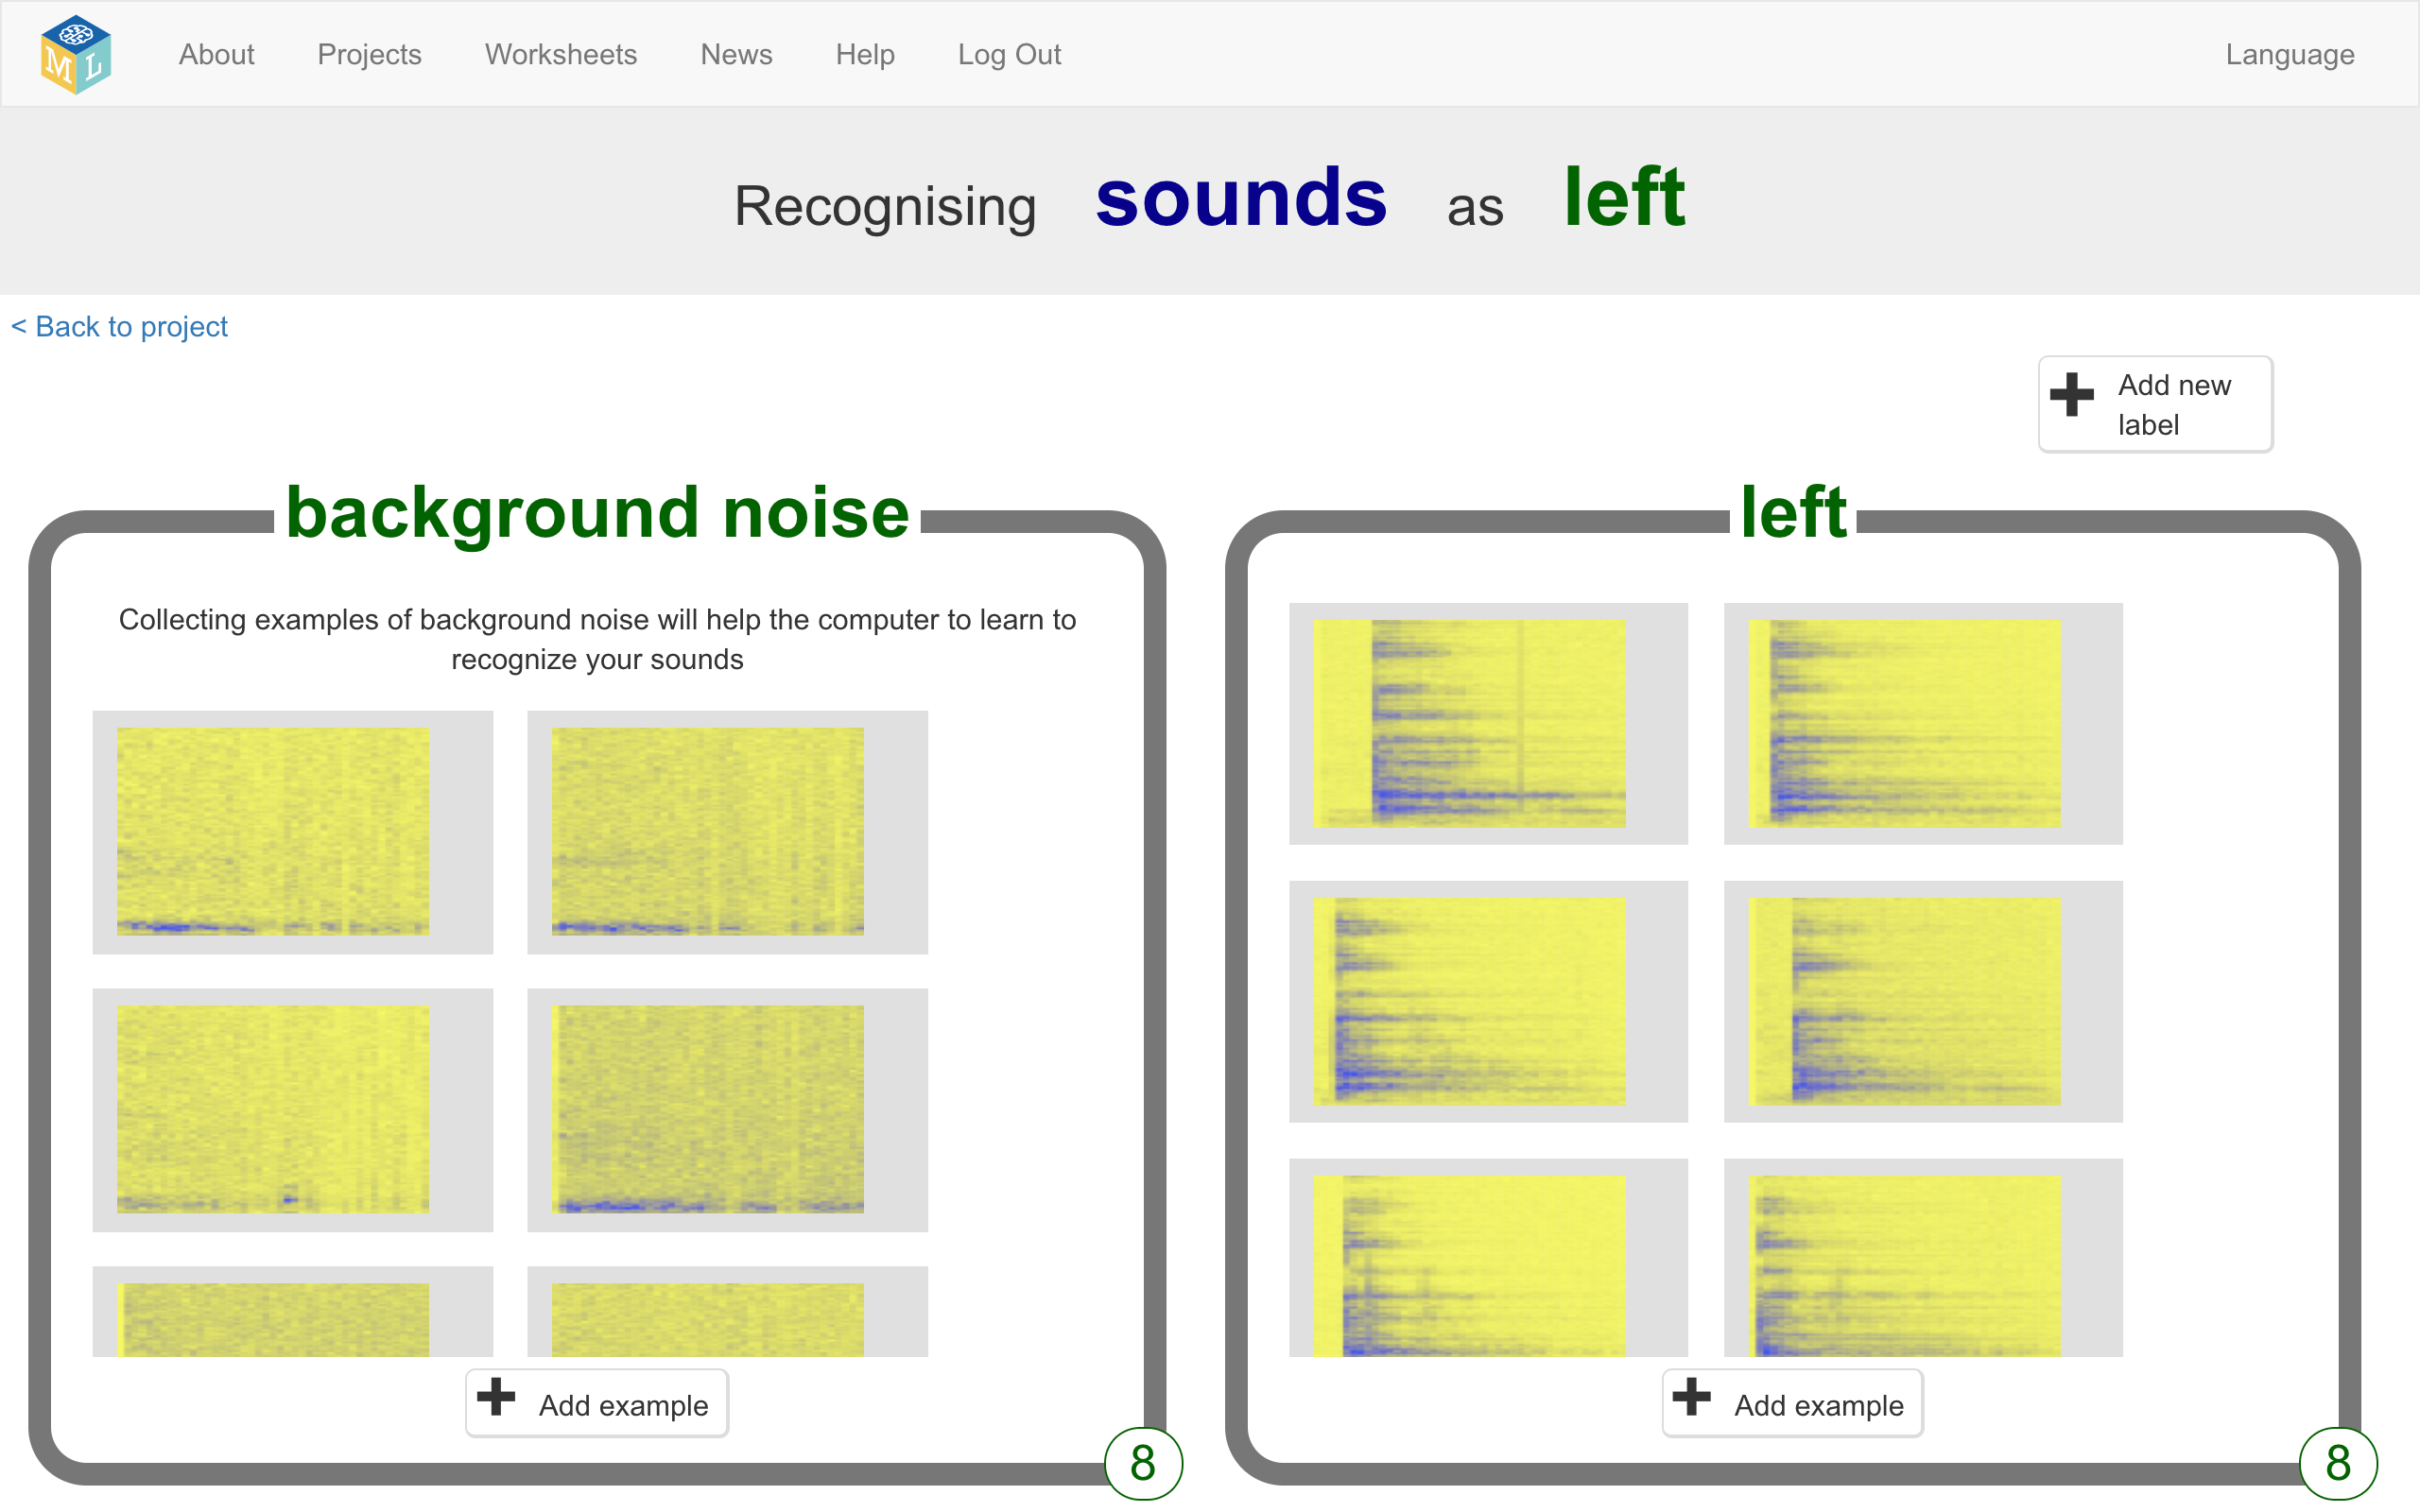 M L
About Projects Worksheets News Help Log Out Language
Recognising sounds as left
< Back to project
Add new
label
background noise
Collecting examples of background noise will help the computer to learn to
recognize your sounds
Add example
8
left
Add example
8